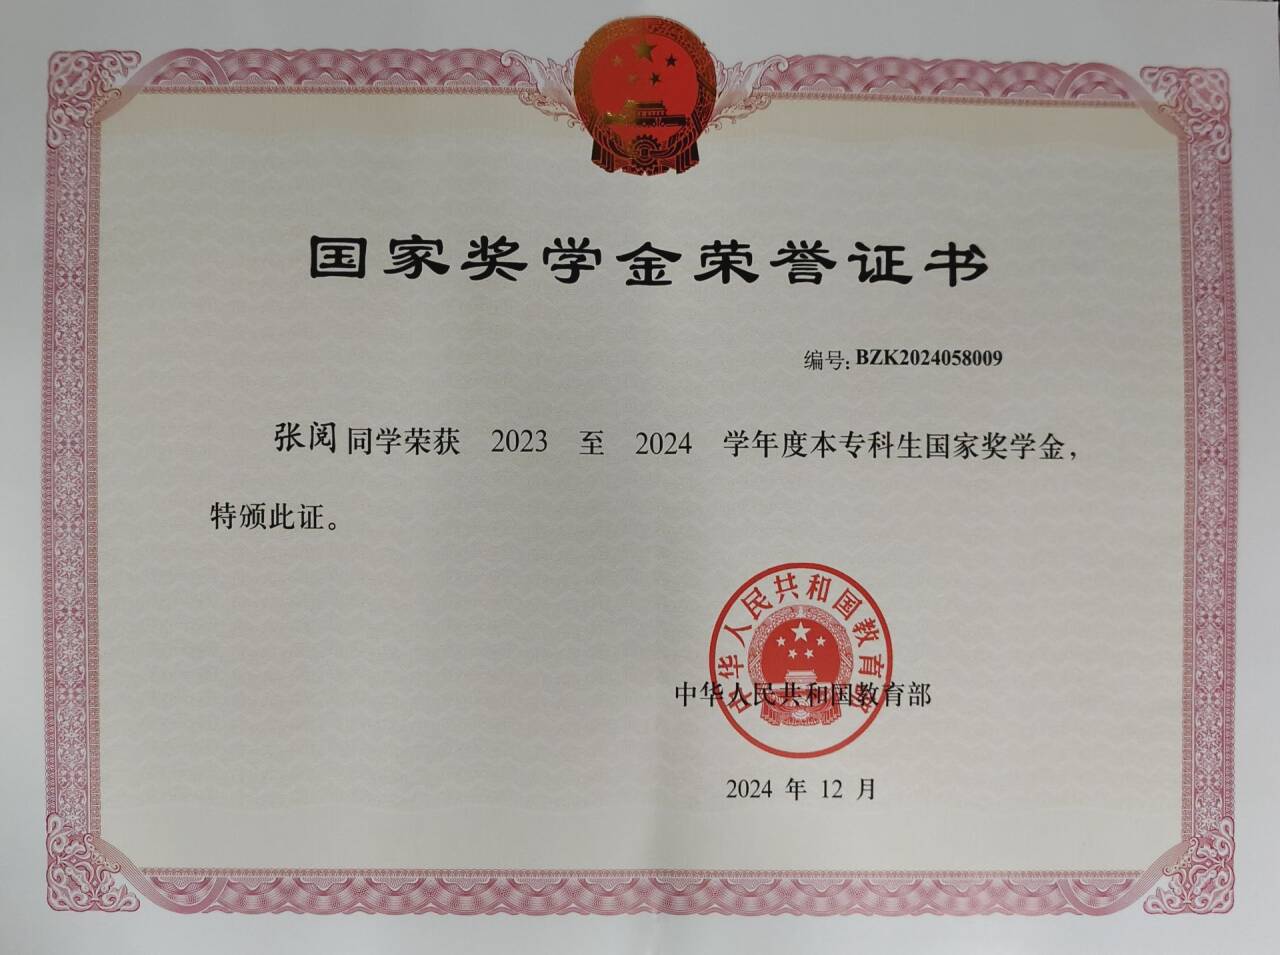 国家奖学金荣誉证书
编号: BZK2024058009
张阅 同学荣获 2023 至 2024 学年度本专科生国家奖学金，
特颁此证。
中华人民共和国教育部
中华人民共和国教育部
2024 年 12 月